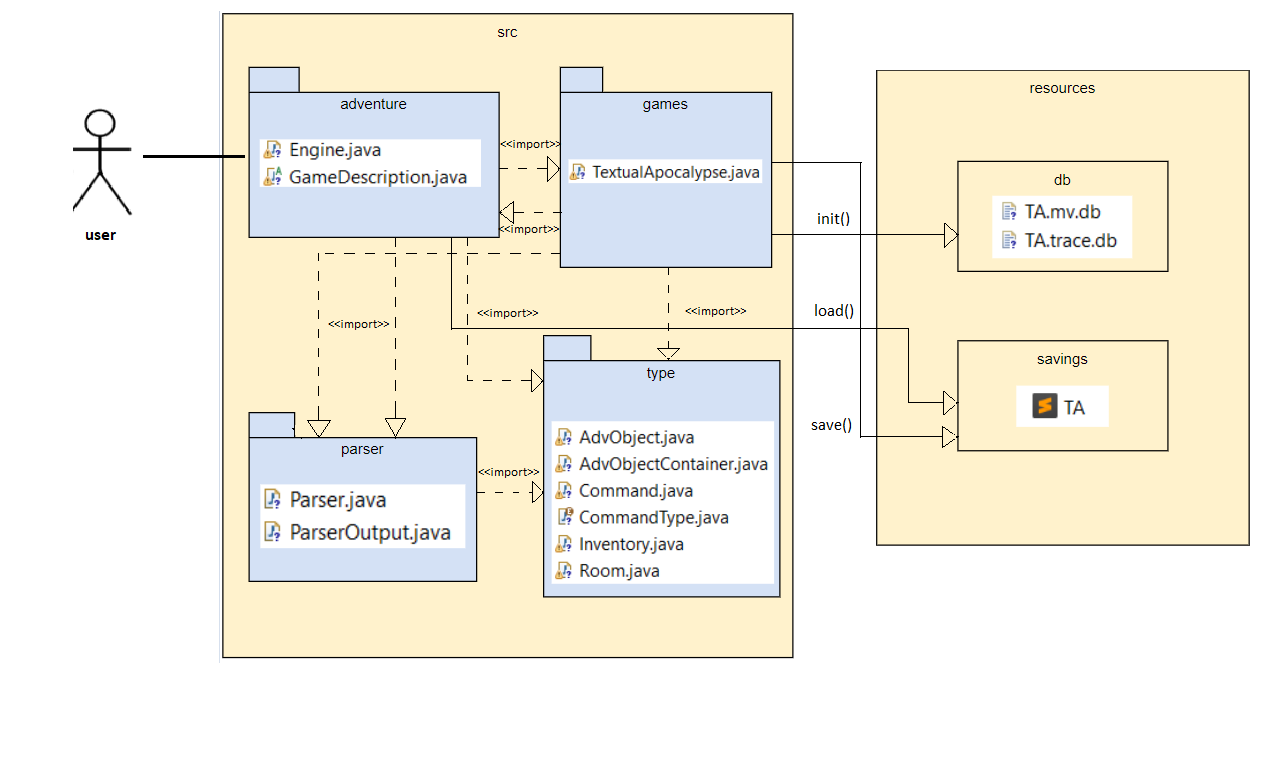 src
adventure
Engine.java
GameDescription.java
<<import>>
<<import>>
games
TextualApocalypse.java
user
<<import>>
<<import>>
<<import>>
parser
Parser.java
ParserOutput.java
<<import>>
type
AdvObject.java
AdvObjectContainer.java
Command.java
CommandType.java
Inventory.java
Room.java
init()
load()
save()
resources
db
TA.mv.db
TA.trace.db
savings
TA